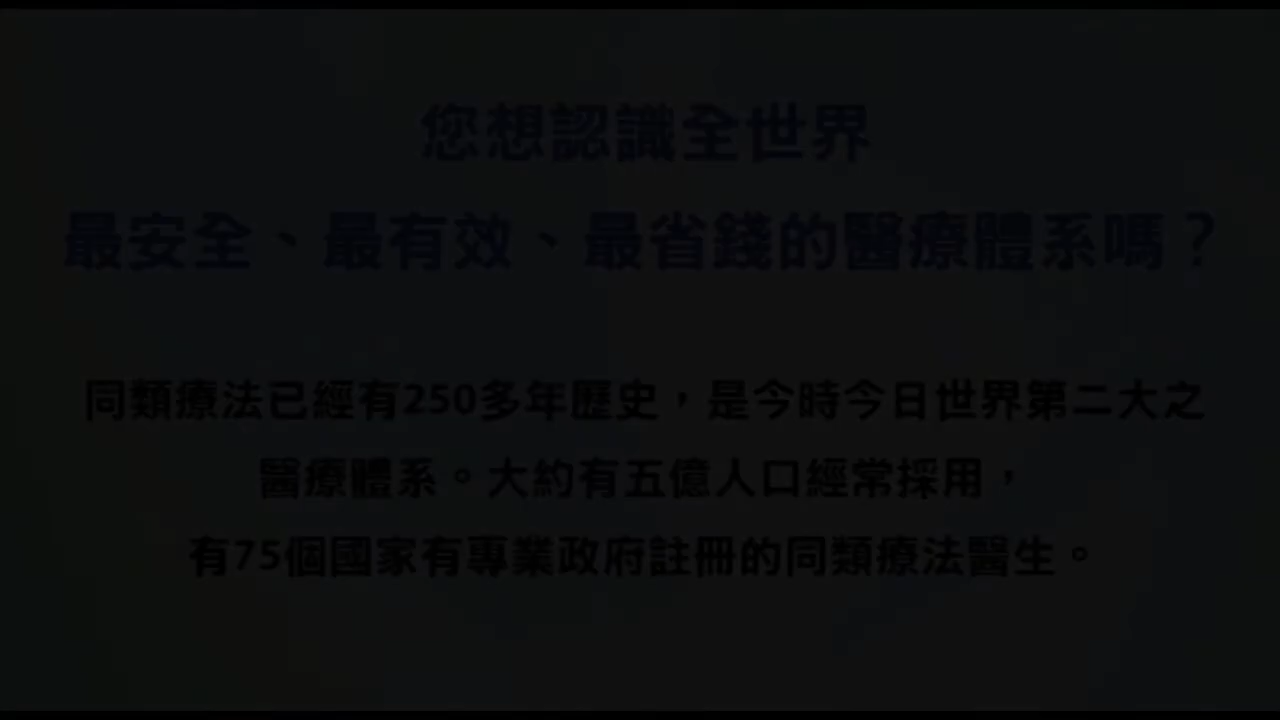 您想認識全世界
最安全、最有效、最省錢的醫療體系嗎？
同類療法已經有250多年歷史，是今時今日世界第二大之
醫療體系。大約有五億人口經常採用，
有75個國家有專業政府註冊的同類療法醫生。